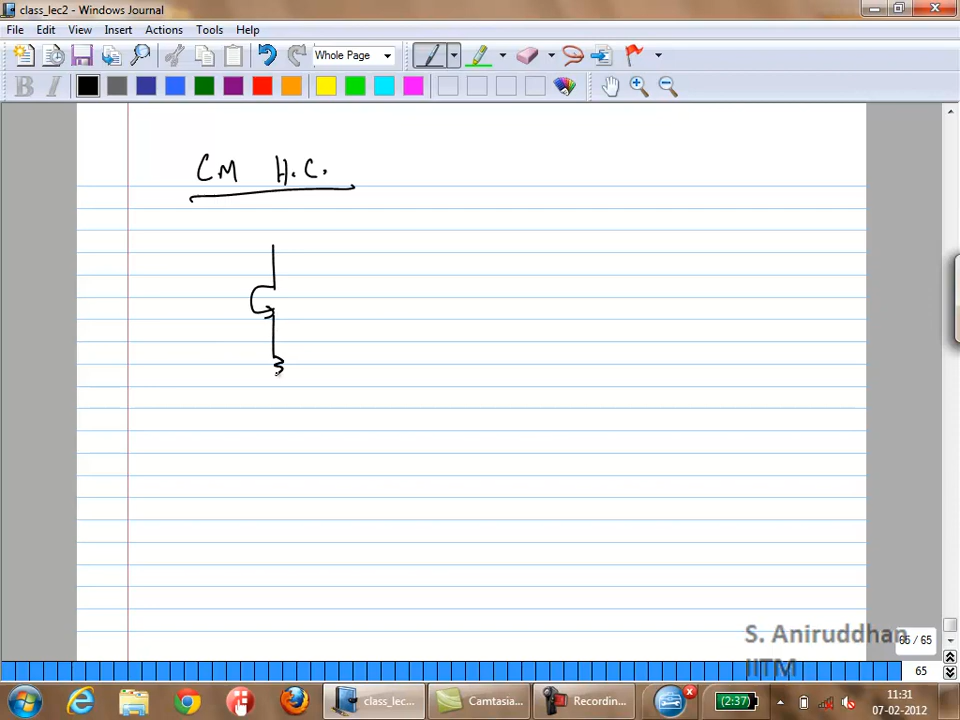 class_lec2 - Windows Journal
File Edit View Insert Actions Tools Help
Whole Page
B I
CM H.C.
S. Aniruddhan
IITM
65 / 65
65
class_lec2 -...
Camtasia...
Recordin...
(2:37)
11:31
07-02-2012